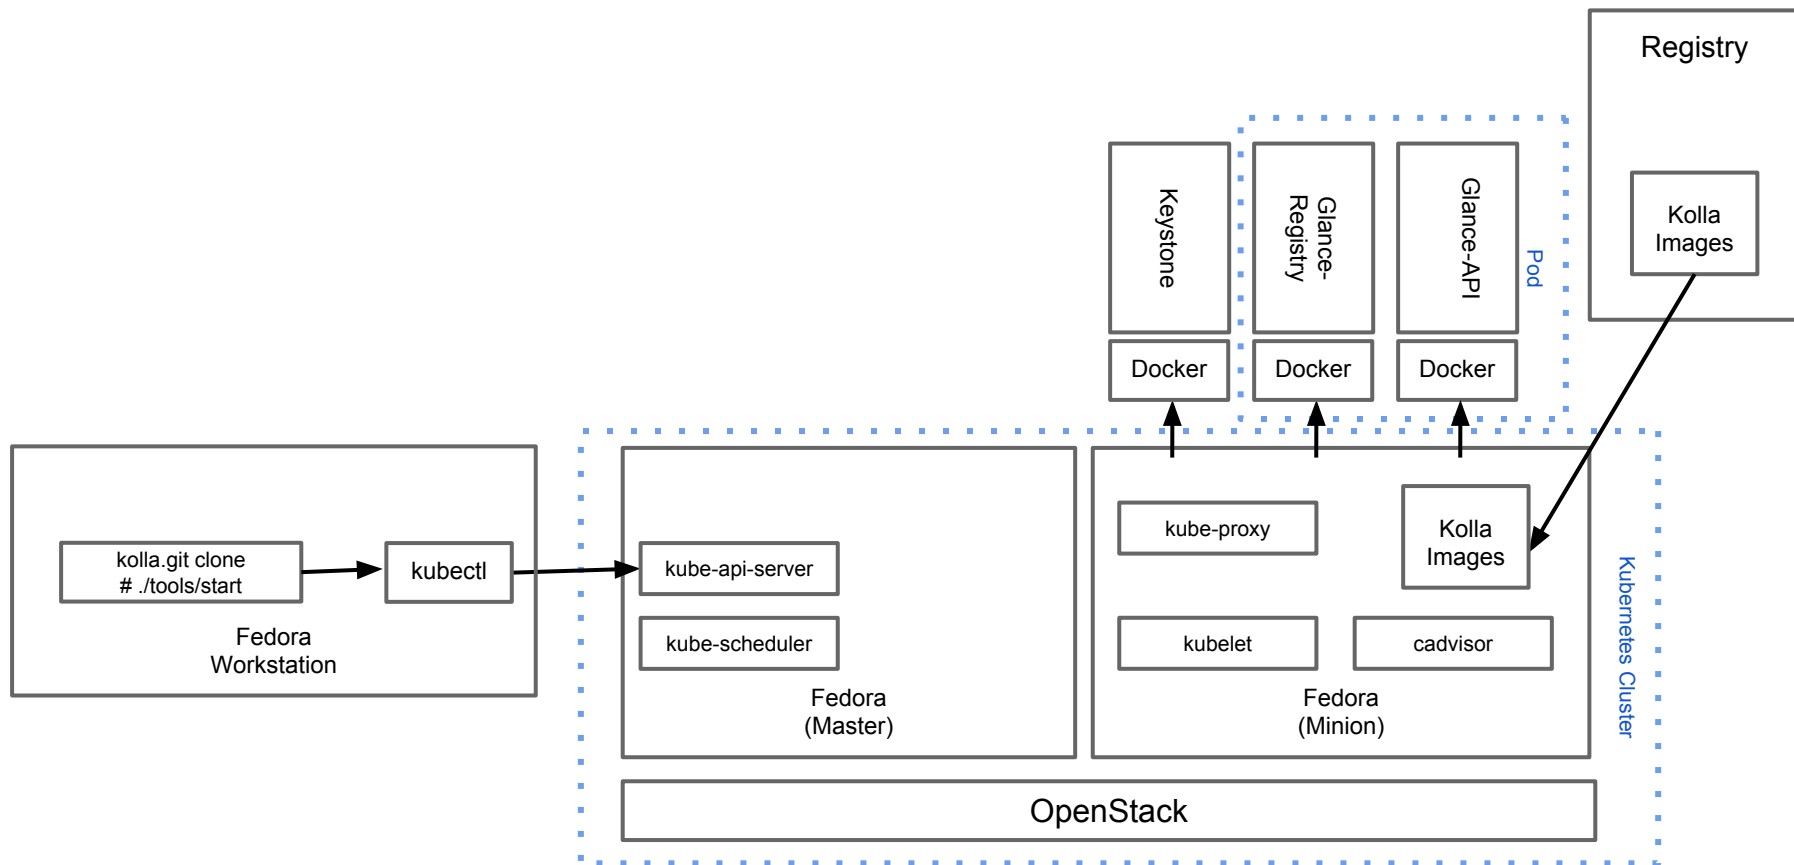 Registry
Kolla
Images
Keystone
Glance-
Registry
Glance-API
Pod
Docker
Docker
Docker
kolla.git clone
# ./tools/start
kubectl
Fedora
Workstation
kube-api-server
kube-scheduler
Fedora
(Master)
kube-proxy
Kolla
Images
kubelet
cadvisor
Fedora
(Minion)
Kubernetes Cluster
OpenStack